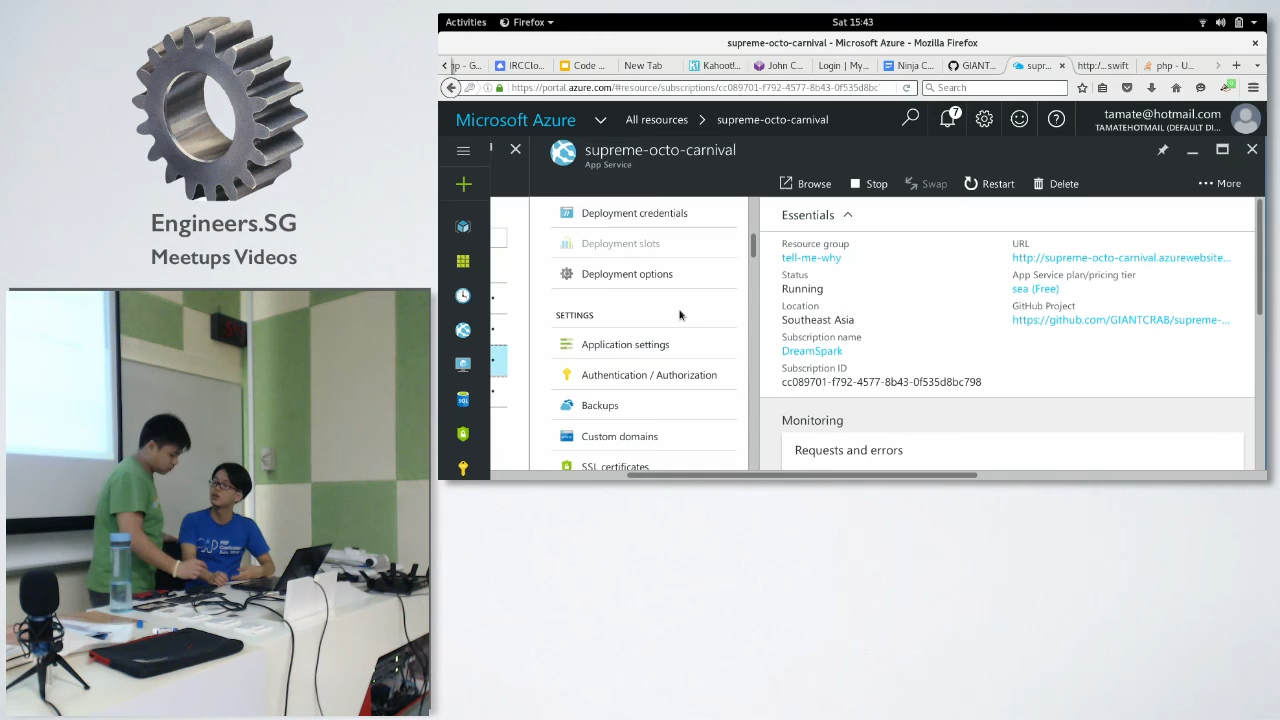 Engineers.SG
Meetups Videos
Activities
Firefox
Sat 15:43
supreme-octo-carnival - Microsoft Azure - Mozilla Firefox
p - G...
IRCClo...
Code ...
New Tab
Kahoot!...
John C...
Login | My...
Ninja C...
GIANT...
supr...
http:/...swift
php - U...
https://portal.azure.com/#resource/subscriptions/cc089701-f792-4577-8b43-0f535d8bc7
Search
Microsoft Azure
All resources
supreme-octo-carnival
7
tamate@hotmail.com
TAMATEHOTMAIL (DEFAULT DI...
supreme-octo-carnival
App Service
Browse
Stop
Swap
Restart
Delete
More
Deployment credentials
Deployment slots
Deployment options
SETTINGS
Application settings
Authentication / Authorization
Backups
Custom domains
SSL certificates
Essentials
Resource group
tell-me-why
Status
Running
Location
Southeast Asia
Subscription name
DreamSpark
Subscription ID
cc089701-f792-4577-8b43-0f535d8bc798
URL
http://supreme-octo-carnival.azurewebsite...
App Service plan/pricing tier
sea (Free)
GitHub Project
https://github.com/GIANTCRAB/supreme-...
Monitoring
Requests and errors
SQL